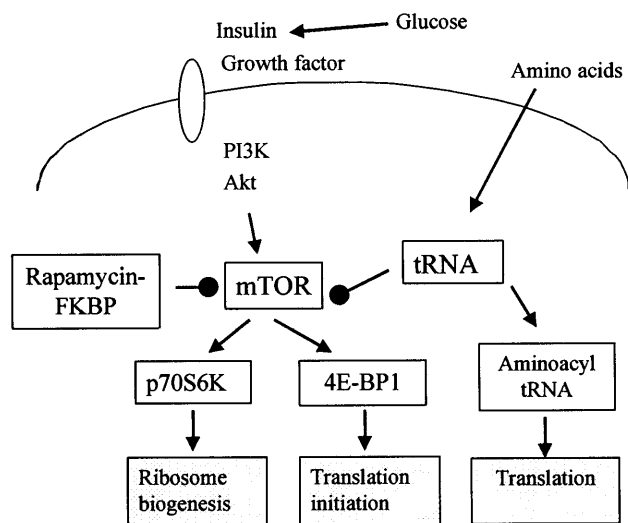 Insulin
Glucose
Growth factor
Amino acids
PI3K
Akt
Rapamycin-
FKBP
mTOR
tRNA
p70S6K
4E-BP1
Aminoacyl
tRNA
Ribosome
biogenesis
Translation
initiation
Translation